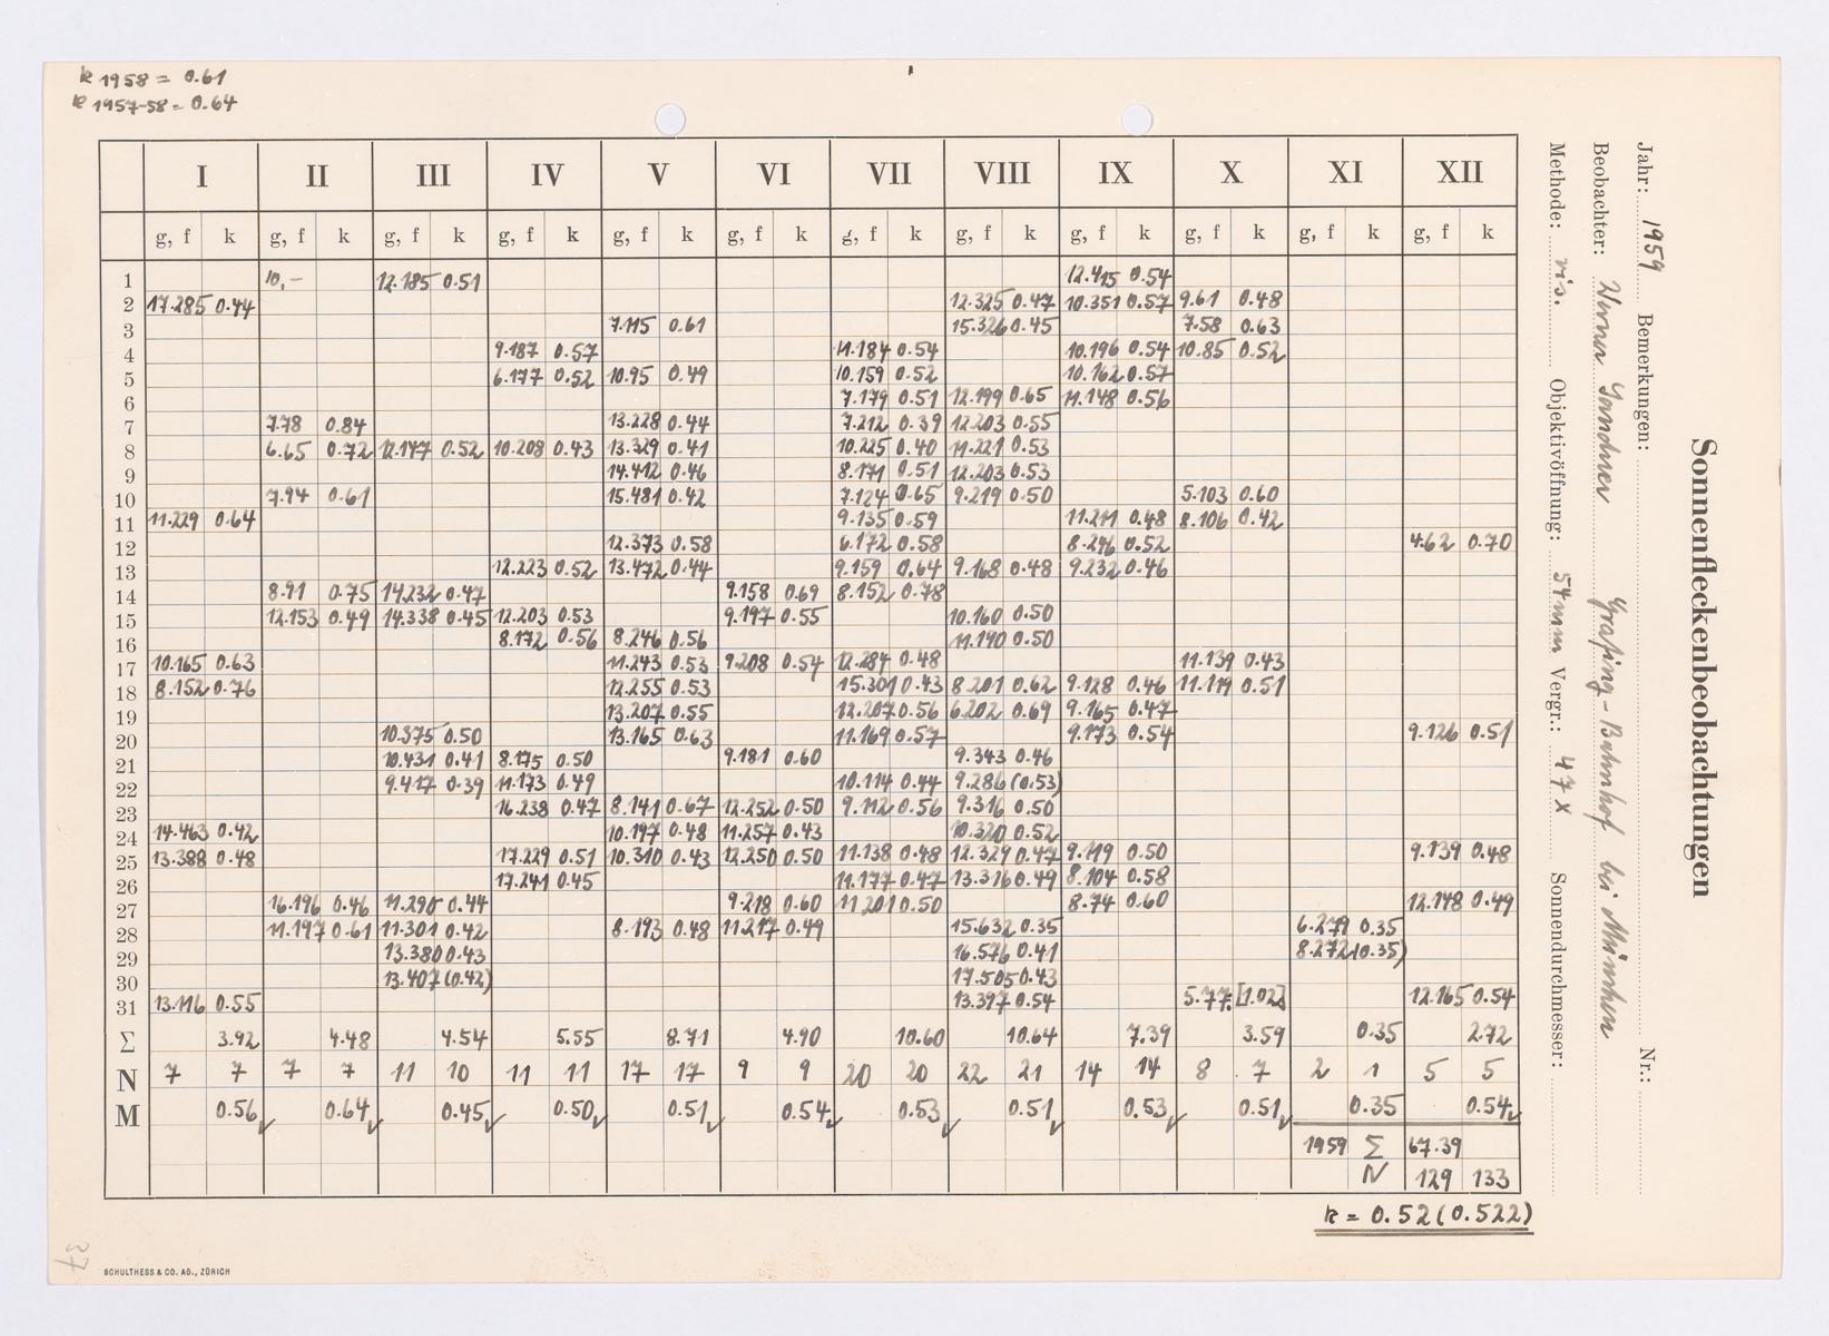 k 1958 = 0.61
k 1957-58 = 0.64
Sonnenfleckenbeobachtungen
Jahr: 1959 Bemerkungen: Nr.:
Beobachter: Werner Sandner Grafing-Bahnhof bei München
Methode: vis. Objektivöffnung: 54mm Vergr.: 47 x Sonnendurchmesser:
I II III IV V VI VII VIII IX X XI XII
g, f k g, f k g, f k g, f k g, f k g, f k g, f k g, f k g, f k g, f k g, f k g, f k
1 10,- 12.185 0.51 12.415 0.54
2 17.285 0.44 12.325 0.47 10.351 0.57 9.61 0.48
3 7.115 0.61 15.326 0.45 7.58 0.63
4 9.187 0.57 11.184 0.54 10.196 0.54 10.85 0.52
5 6.177 0.52 10.95 0.49 10.159 0.52 10.162 0.57
6 7.179 0.51 12.199 0.65 11.148 0.56
7 7.78 0.84 13.228 0.44 7.212 0.39 12.203 0.55
8 6.65 0.72 12.147 0.52 10.208 0.43 13.329 0.41 10.225 0.40 11.221 0.53
9 14.412 0.46 8.171 0.51 12.203 0.53
10 7.94 0.61 15.481 0.42 7.124 0.65 9.219 0.50 5.103 0.60
11 11.229 0.64 9.135 0.59 11.211 0.48 8.106 0.42
12 12.373 0.58 6.172 0.58 8.246 0.52 4.62 0.70
13 12.223 0.52 13.472 0.44 9.159 0.64 9.168 0.48 9.232 0.46
14 8.91 0.75 14.232 0.47 9.158 0.69 8.152 0.78
15 12.153 0.49 14.338 0.45 12.203 0.53 9.197 0.55 10.160 0.50
16 8.172 0.56 8.246 0.56 11.190 0.50
17 10.165 0.63 11.243 0.53 9.208 0.54 12.284 0.48 11.139 0.43
18 8.152 0.76 12.255 0.53 15.301 0.43 8.201 0.62 9.128 0.46 11.119 0.51
19 13.207 0.55 12.207 0.56 6.202 0.69 9.165 0.47
20 10.375 0.50 13.165 0.63 11.169 0.57 9.173 0.54 9.126 0.51
21 10.431 0.41 8.175 0.50 9.181 0.60 9.343 0.46
22 9.417 0.39 11.173 0.49 10.114 0.44 9.286 (0.53)
23 16.238 0.47 8.141 0.67 12.252 0.50 9.112 0.56 9.316 0.50
24 14.463 0.42 10.197 0.48 11.257 0.43 10.320 0.52
25 13.388 0.48 17.229 0.51 10.310 0.43 12.250 0.50 11.138 0.48 12.329 0.47 9.119 0.50 9.139 0.48
26 17.241 0.45 11.177 0.47 13.316 0.49 8.104 0.58
27 16.196 0.46 11.290 0.44 9.218 0.60 11.201 0.50 8.74 0.60 12.148 0.49
28 11.197 0.61 11.301 0.42 8.193 0.48 11.217 0.49 15.632 0.35 6.279 0.35
29 13.380 0.43 16.576 0.41 8.272 (0.35)
30 13.407 (0.42) 17.505 0.43
31 13.116 0.55 13.397 0.54 5.77: [1.02] 12.165 0.54
Σ 3.92 4.48 4.54 5.55 8.71 4.90 10.60 10.64 7.39 3.59 0.35 2.72
N 7 7 7 7 11 10 11 11 17 17 9 9 20 20 22 21 14 14 8 7 2 1 5 5
M 0.56 0.64 0.45 0.50 0.51 0.54 0.53 0.51 0.53 0.51 0.35 0.54
1959 Σ 67.39
N 129 133
k = 0.52 (0.522)
37
SCHULTHESS & CO. AG., ZÜRICH